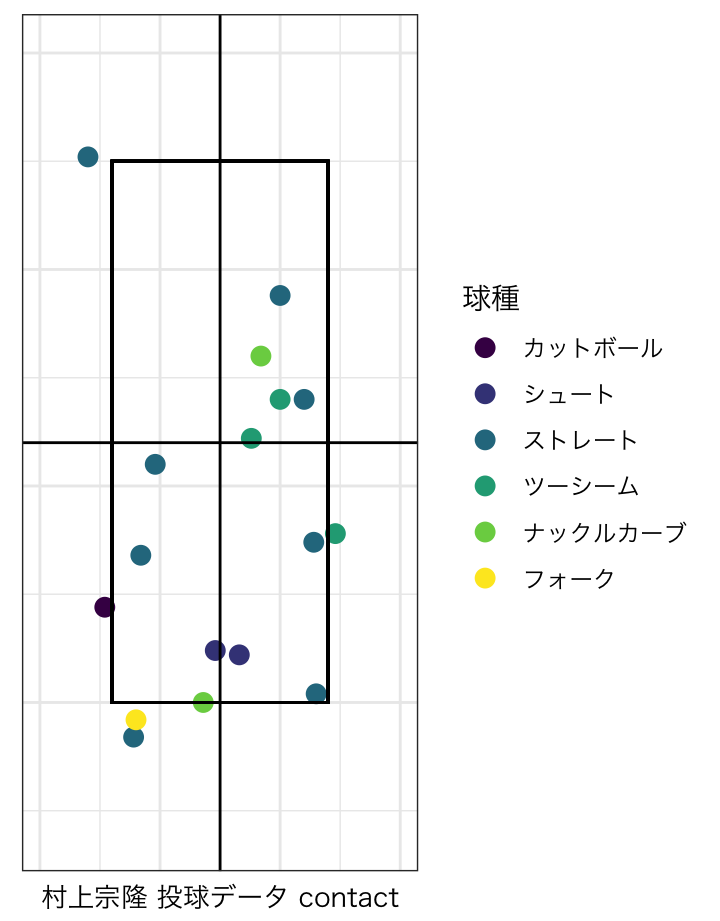 球種
カットボール
シュート
ストレート
ツーシーム
ナックルカーブ
フォーク
村上宗隆 投球データ contact